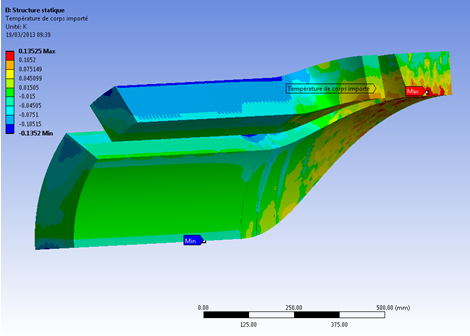 B: Structure statique
Température de corps importé
Unité: K
19/03/2013 09:39
0.13525 Max
0.1052
0.075149
0.045099
0.01505
-0.015
-0.04505
-0.0751
-0.10515
-0.1352 Min
Température de corps importé
Max
Min
0.00 250.00 500.00 (mm)
125.00 375.00